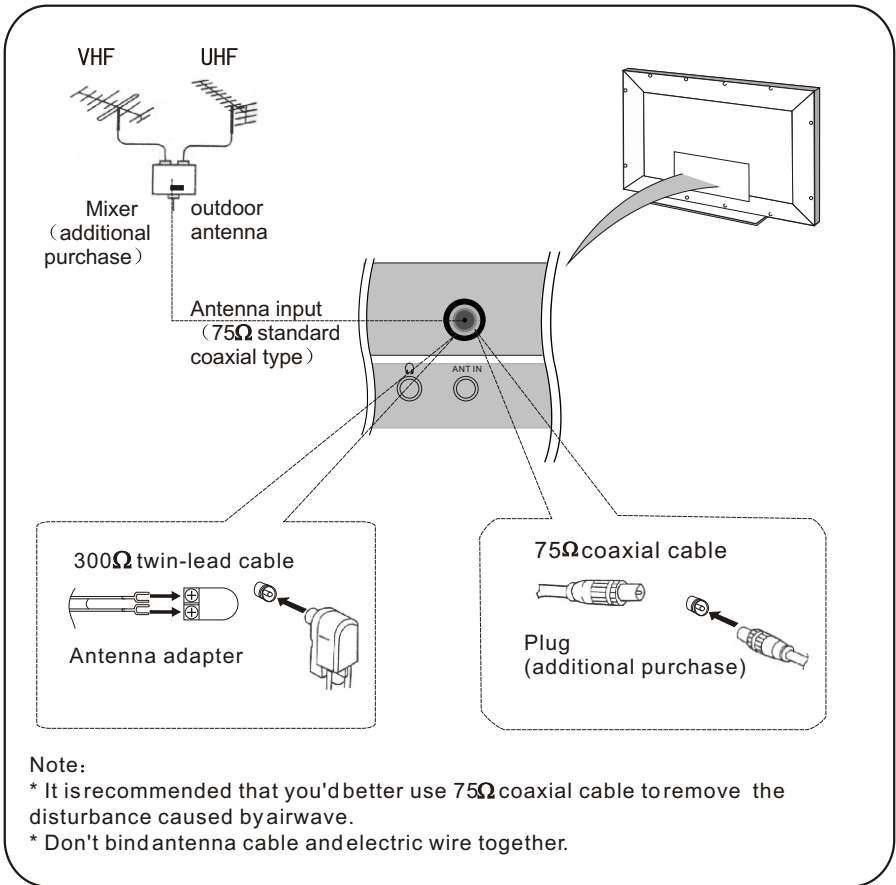 VHF UHF
Mixer
（additional
purchase）
outdoor
antenna
Antenna input
（75Ω standard
coaxial type）
ANT IN
300Ω twin-lead cable
Antenna adapter
75Ω coaxial cable
Plug
(additional purchase)
Note：
* It is recommended that you'd better use 75Ω coaxial cable to remove the
disturbance caused by airwave.
* Don't bind antenna cable and electric wire together.